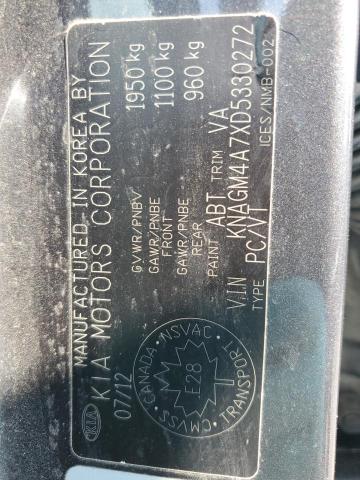 MANUFACTURED IN KOREA BY
KIA KIA MOTORS CORPORATION
07/12
GVWR/PNBV 1950 kg
GAWR/PNBE FRONT 1100 kg
GAWR/PNBE REAR 960 kg
PAINT ABT TRIM VA
V.I.N KNAGM4A7XD5330272
TYPE PC/VT ICES/NMB-002
CANADA · NSVAC
E28
CMVSS TRANSPORT